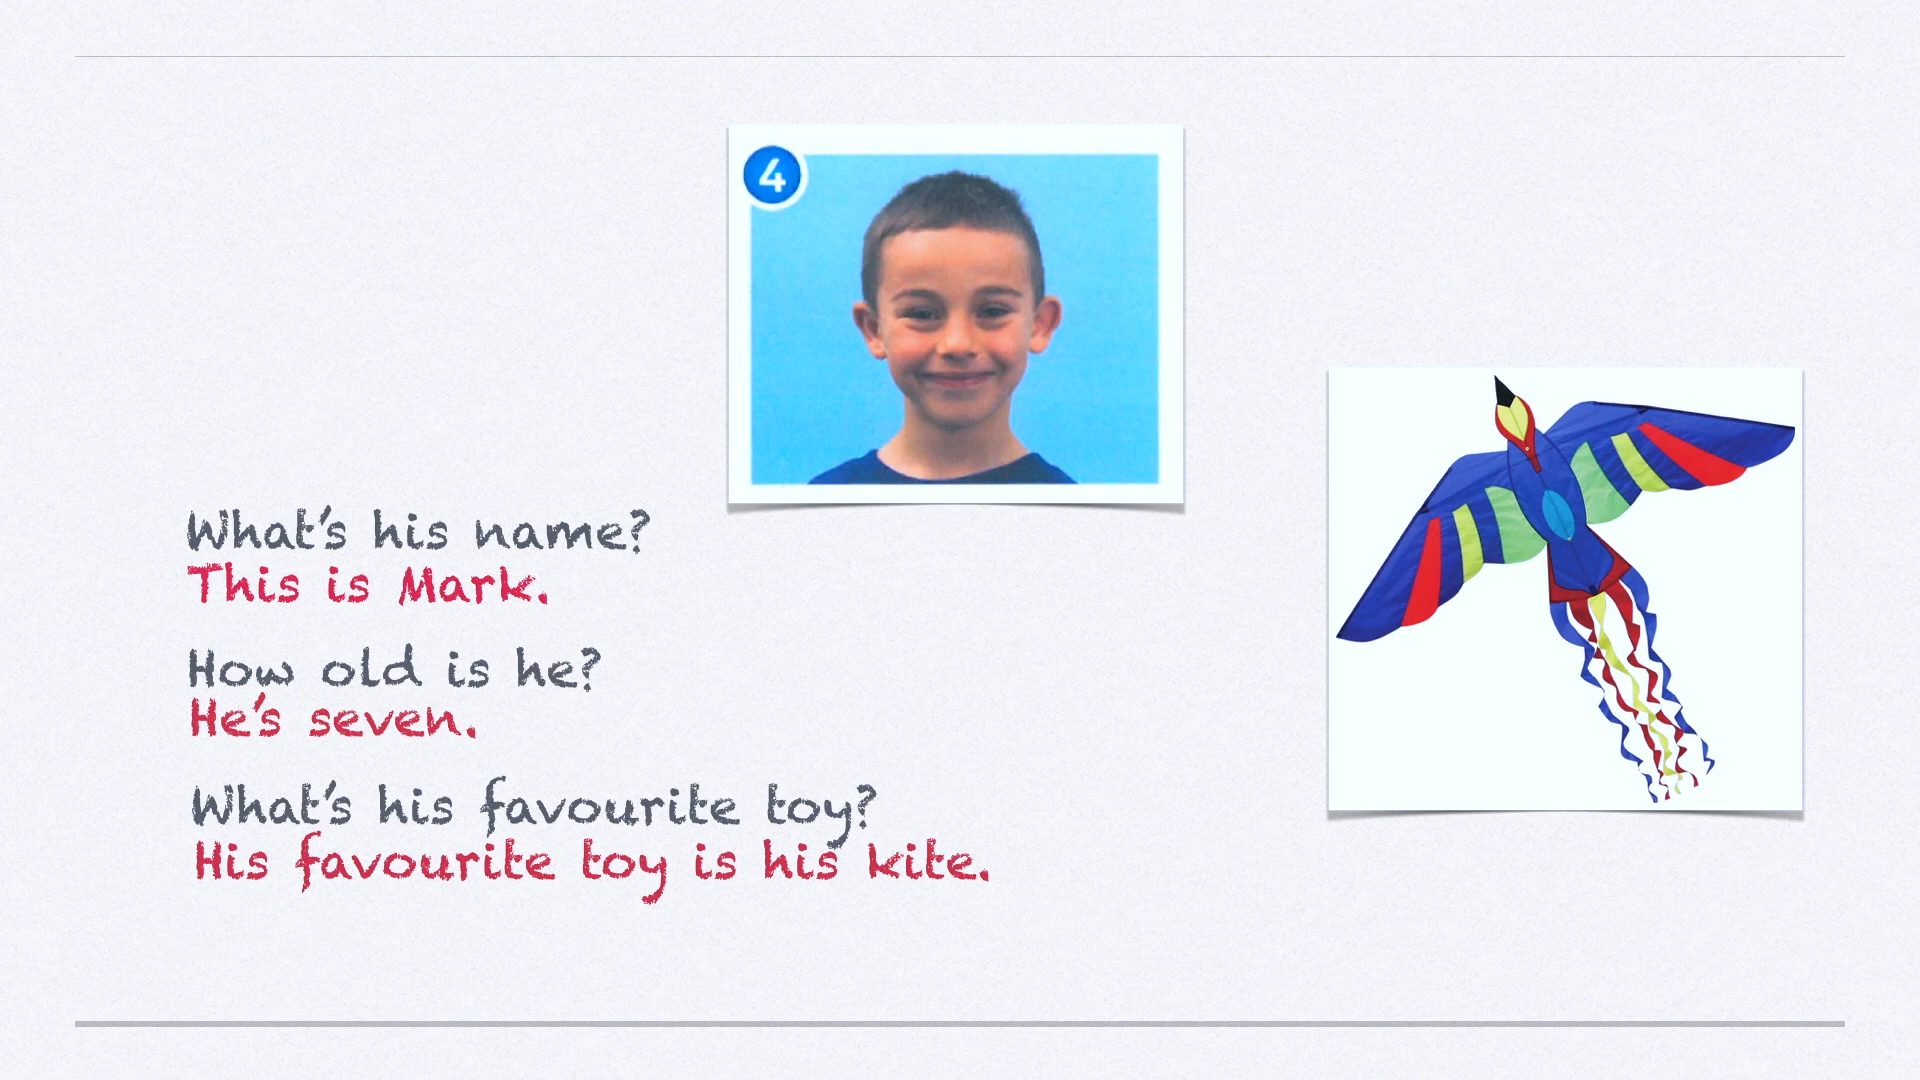 4
What's his name?
This is Mark.
How old is he?
He's seven.
What's his favourite toy?
His favourite toy is his kite.